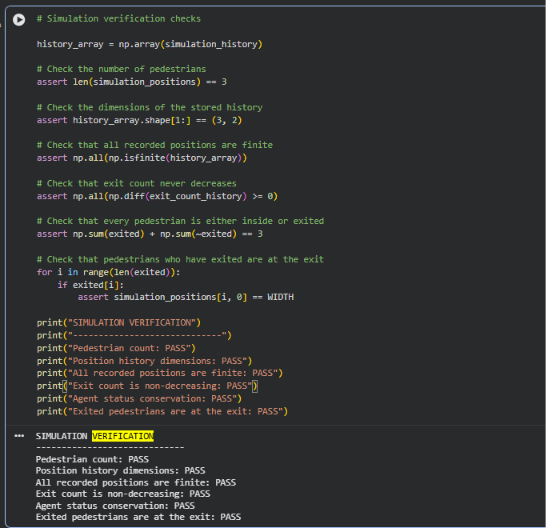 # Simulation verification checks
history_array = np.array(simulation_history)
# Check the number of pedestrians
assert len(simulation_positions) == 3
# Check the dimensions of the stored history
assert history_array.shape[1:] == (3, 2)
# Check that all recorded positions are finite
assert np.all(np.isfinite(history_array))
# Check that exit count never decreases
assert np.all(np.diff(exit_count_history) >= 0)
# Check that every pedestrian is either inside or exited
assert np.sum(exited) + np.sum(~exited) == 3
# Check that pedestrians who have exited are at the exit
for i in range(len(exited)):
    if exited[i]:
        assert simulation_positions[i, 0] == WIDTH
print("SIMULATION VERIFICATION")
print("-----------------------------")
print("Pedestrian count: PASS")
print("Position history dimensions: PASS")
print("All recorded positions are finite: PASS")
print("Exit count is non-decreasing: PASS")
print("Agent status conservation: PASS")
print("Exited pedestrians are at the exit: PASS")
SIMULATION VERIFICATION
-----------------------------
Pedestrian count: PASS
Position history dimensions: PASS
All recorded positions are finite: PASS
Exit count is non-decreasing: PASS
Agent status conservation: PASS
Exited pedestrians are at the exit: PASS